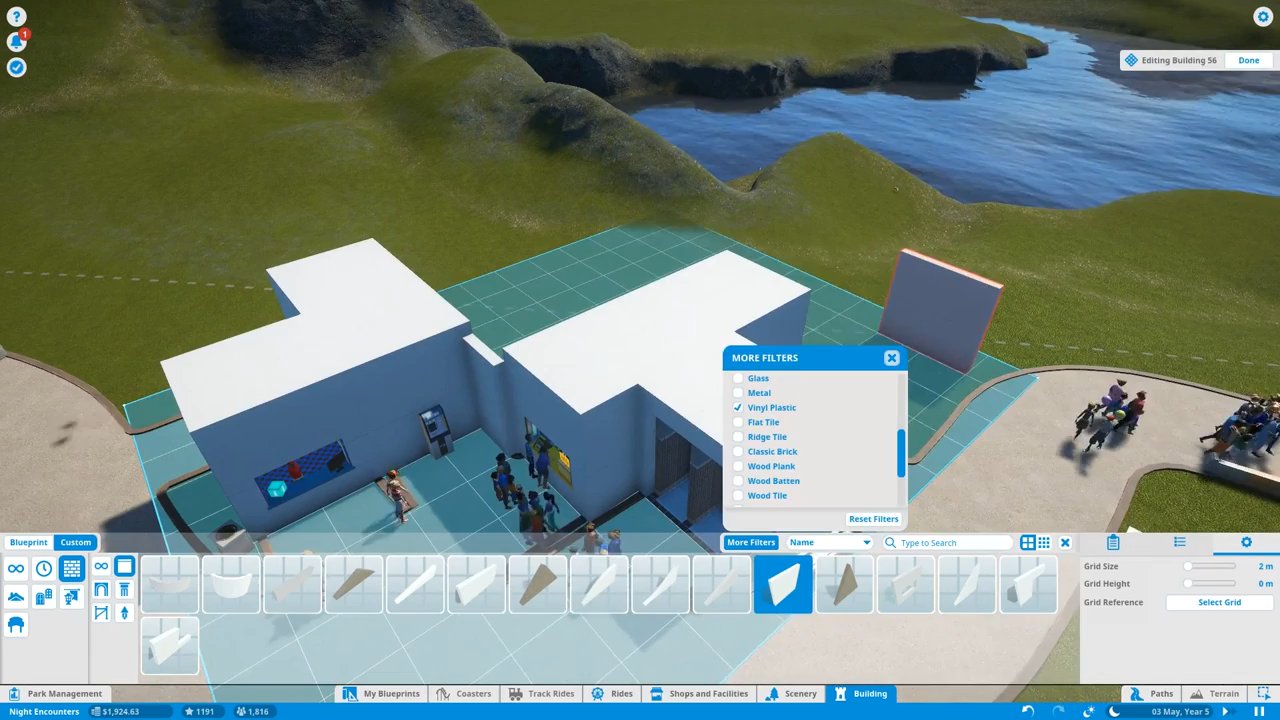 ?
1
Editing Building 56 Done
MORE FILTERS
Glass
Metal
Vinyl Plastic
Flat Tile
Ridge Tile
Classic Brick
Wood Plank
Wood Batten
Wood Tile
Reset Filters
Blueprint Custom More Filters Name Type to Search
Grid Size 2 m
Grid Height 0 m
Grid Reference Select Grid
Park Management My Blueprints Coasters Track Rides Rides Shops and Facilities Scenery Building Paths Terrain
Night Encounters $1,924.63 1191 1,816 03 May, Year 5